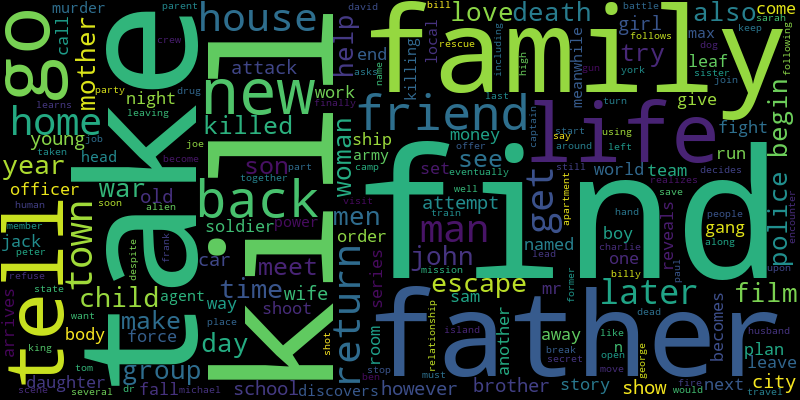 find
family
father
kill
take
life
tell
go
back
new
man
friend
return
house
home
town
get
later
escape
film
police
begin
death
also
love
girl
try
help
woman
men
john
see
killed
attack
night
work
end
mother
murder
call
young
year
officer
war
head
son
old
soldier
power
car
meet
time
wife
child
agent
way
make
force
body
day
group
shoot
daughter
fall
school
discovers
however
brother
story
show
next
city
leave
plan
becomes
away
another
room
series
sam
mr
attempt
named
boy
one
reveals
team
world
set
money
ship
army
order
local
killing
meanwhile
max
leaf
give
come
run
fight
gang
jack
peter
arrives
member
human
refuse
state
king
scene
several
tom
want
dr
michael
frank
despite
place
alien
soon
taken
job
become
joe
leaving
learns
party
drug
crew
parent
together
part
camp
visit
ben
stop
shot
mission
train
eventually
well
offer
last
captain
start
say
around
using
left
still
hand
charlie
lead
billy
former
apartment
island
relationship
must
secret
break
n
like
open
move
george
dead
fire
would
husband
travel
upon
paul
people
along
save
realizes
decides
encounter
turn
join
keep
sister
dog
york
gun
high
including
follows
rescue
battle
bill
david
name
asks
finally
sarah
following